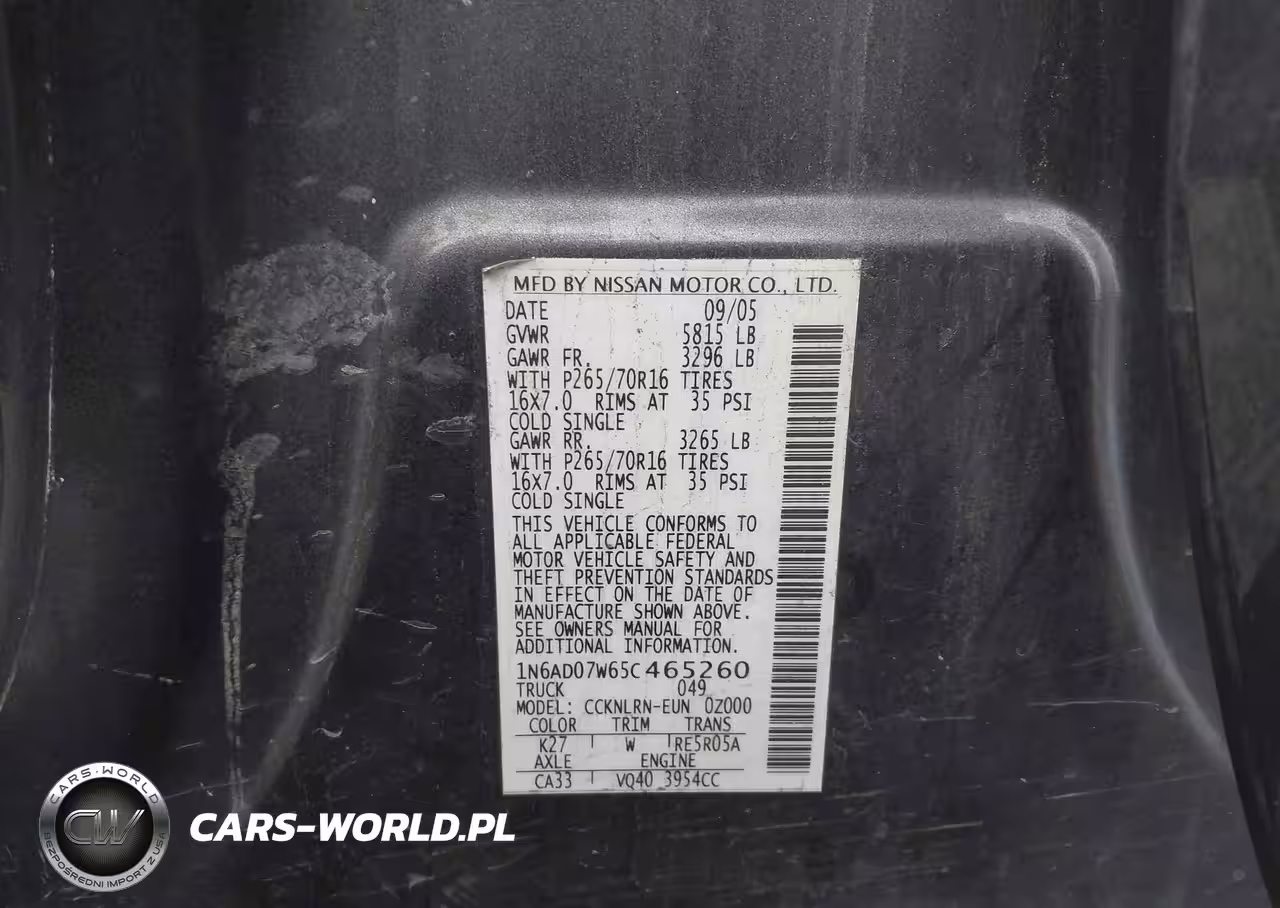 MFD BY NISSAN MOTOR CO., LTD.
DATE 09/05
GVWR 5815 LB
GAWR FR. 3296 LB
WITH P265/70R16 TIRES
16X7.0 RIMS AT 35 PSI
COLD SINGLE
GAWR RR. 3265 LB
WITH P265/70R16 TIRES
16X7.0 RIMS AT 35 PSI
COLD SINGLE
THIS VEHICLE CONFORMS TO
ALL APPLICABLE FEDERAL
MOTOR VEHICLE SAFETY AND
THEFT PREVENTION STANDARDS
IN EFFECT ON THE DATE OF
MANUFACTURE SHOWN ABOVE.
SEE OWNERS MANUAL FOR
ADDITIONAL INFORMATION.
1N6AD07W65C465260
TRUCK 049
MODEL: CCKNLRN-EUN 0Z000
COLOR TRIM TRANS
K27 W RE5R05A
AXLE ENGINE
CA33 VQ40 3954CC
CARS-WORLD
CW
BEZPOŚREDNI IMPORT Z USA
CARS-WORLD.PL